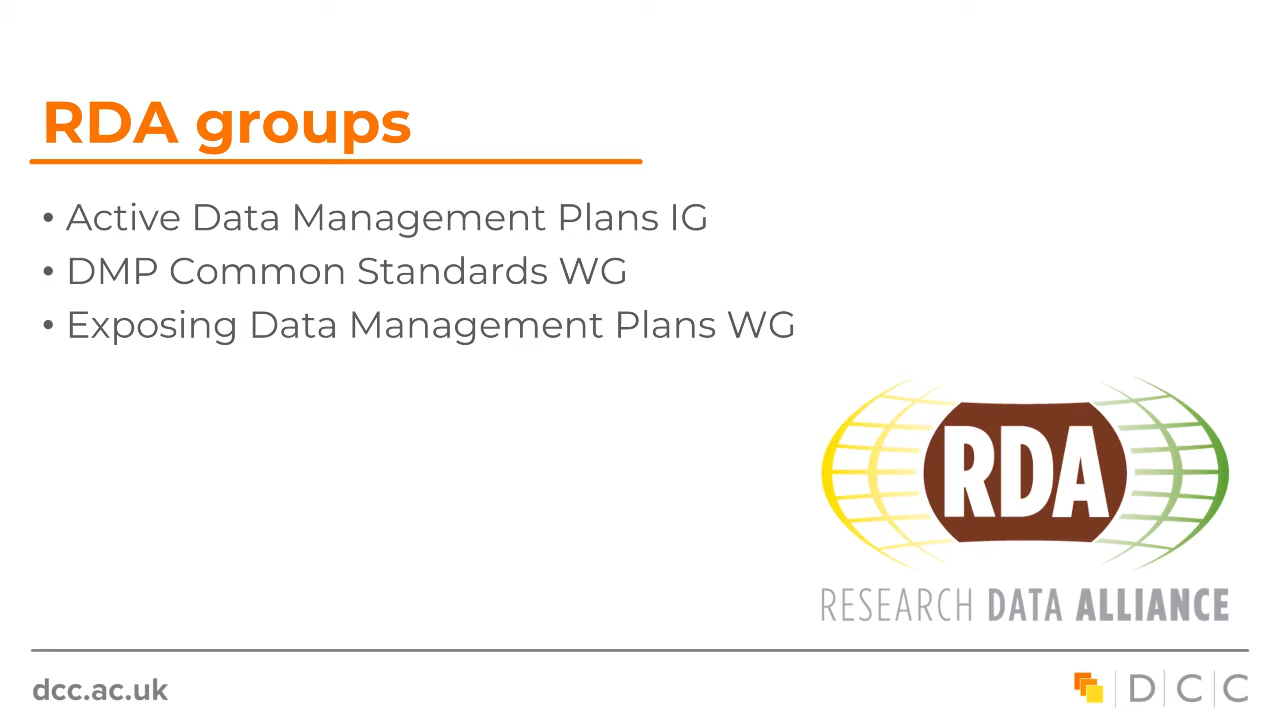 RDA groups
• Active Data Management Plans IG
• DMP Common Standards WG
• Exposing Data Management Plans WG
RDA
RESEARCH DATA ALLIANCE
dcc.ac.uk
D|C|C